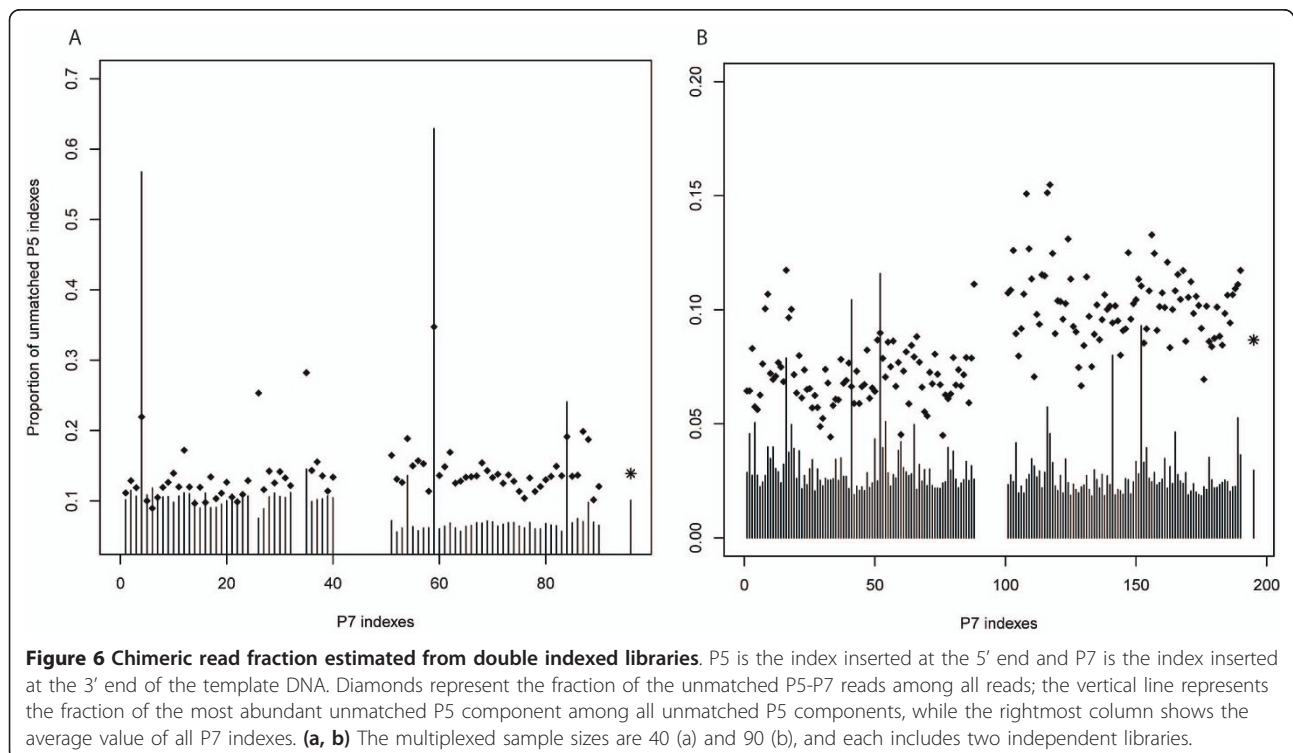 A
B
Proportion of unmatched P5 indexes
0.7
0.6
0.5
0.4
0.3
0.2
0.1
0 20 40 60 80
P7 indexes
0.20
0.15
0.10
0.05
0.00
0 50 100 150 200
P7 indexes
Figure 6 Chimeric read fraction estimated from double indexed libraries. P5 is the index inserted at the 5' end and P7 is the index inserted
at the 3' end of the template DNA. Diamonds represent the fraction of the unmatched P5-P7 reads among all reads; the vertical line represents
the fraction of the most abundant unmatched P5 component among all unmatched P5 components, while the rightmost column shows the
average value of all P7 indexes. (a, b) The multiplexed sample sizes are 40 (a) and 90 (b), and each includes two independent libraries.